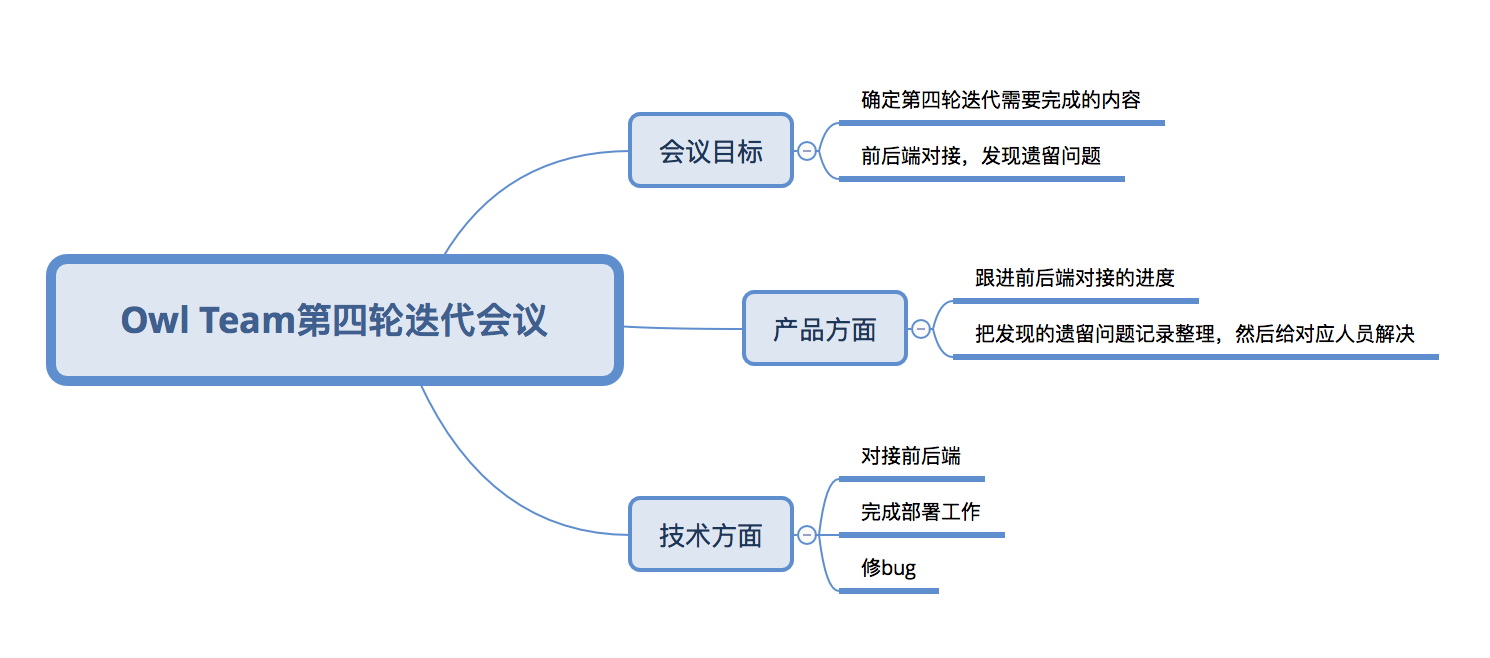 Owl Team第四轮迭代会议
会议目标
确定第四轮迭代需要完成的内容
前后端对接，发现遗留问题
产品方面
跟进前后端对接的进度
把发现的遗留问题记录整理，然后给对应人员解决
技术方面
对接前后端
完成部署工作
修bug